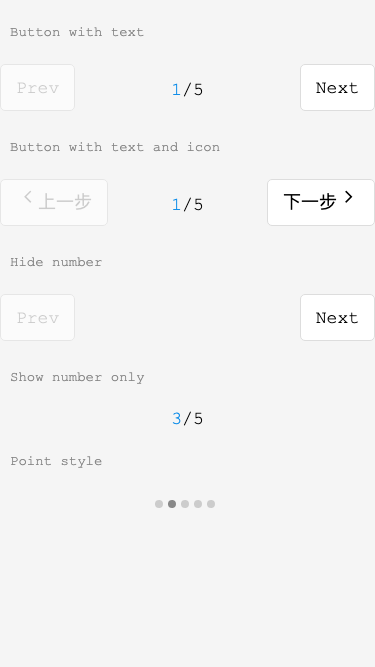 Button with text
Prev 1/5 Next
Button with text and icon
上一步 1/5 下一步
Hide number
Prev Next
Show number only
3/5
Point style